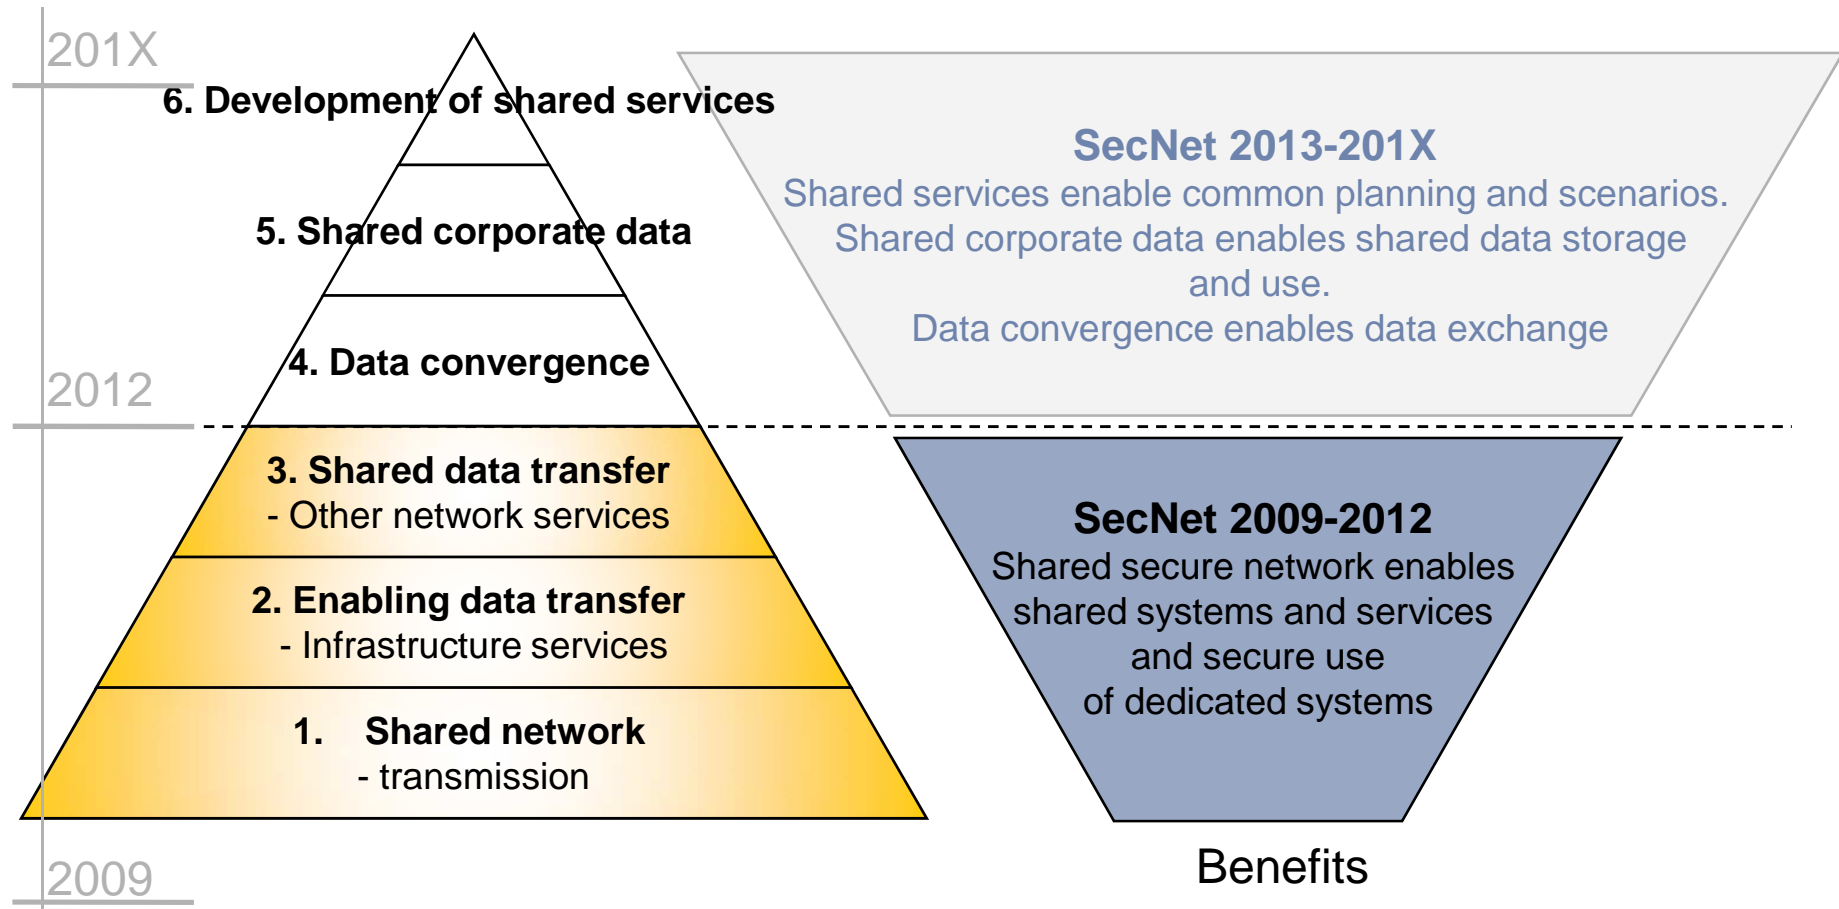 201X
6. Development of shared services
5. Shared corporate data
4. Data convergence
2012
3. Shared data transfer
- Other network services
2. Enabling data transfer
- Infrastructure services
1. Shared network
- transmission
2009
SecNet 2013-201X
Shared services enable common planning and scenarios.
Shared corporate data enables shared data storage
and use.
Data convergence enables data exchange
SecNet 2009-2012
Shared secure network enables
shared systems and services
and secure use
of dedicated systems
Benefits